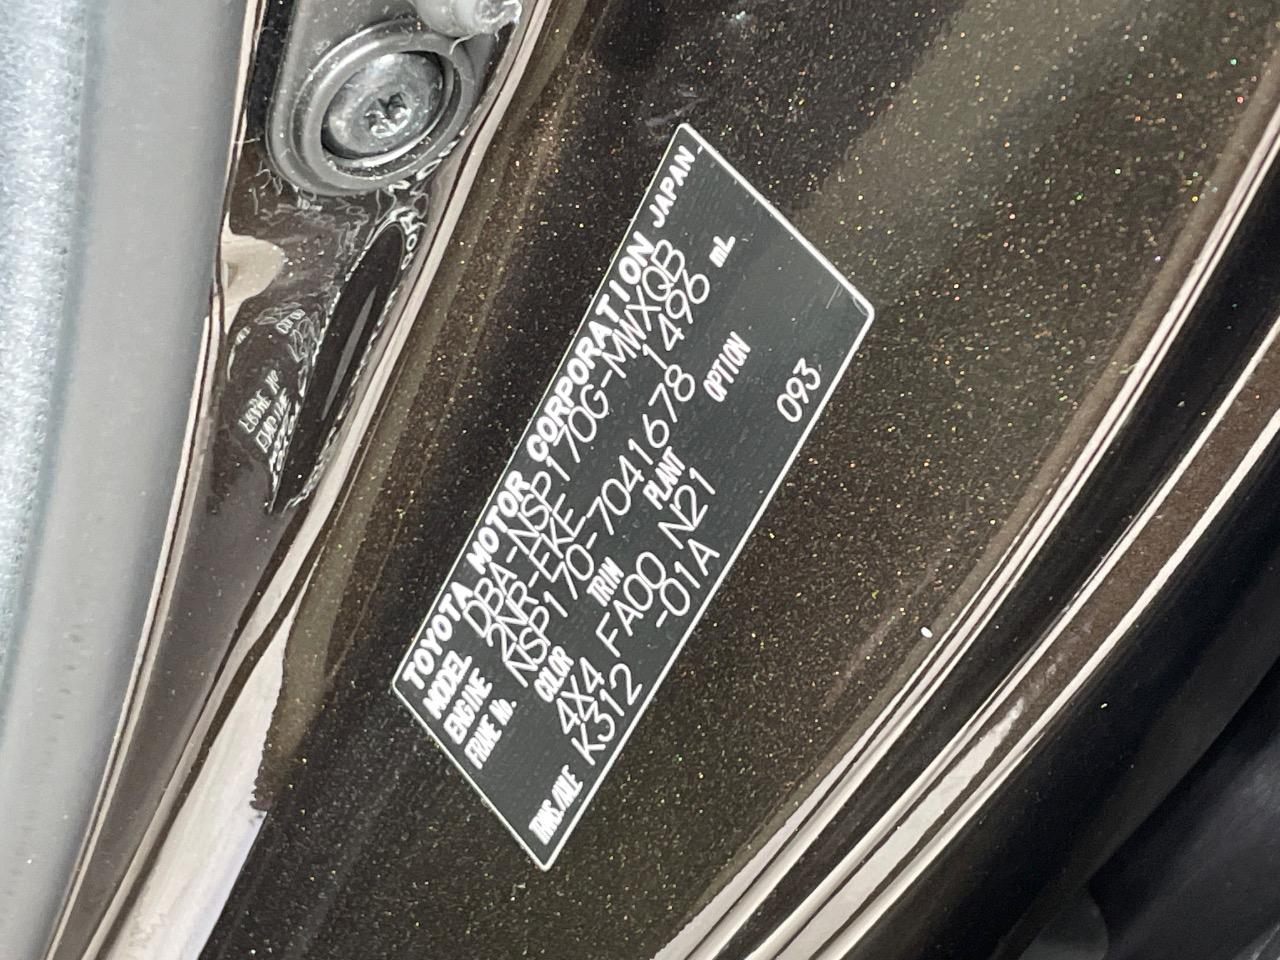 TOYOTA MOTOR CORPORATION JAPAN
MODEL DBA-NSP170G-MWXQB
ENGINE 2NR-FKE 1496 mL
FRAME No. NSP170-7041678
COLOR TRIM PLANT OPTION
4X4 FA00 N21 093
TRANS./AXLE K312 -01A